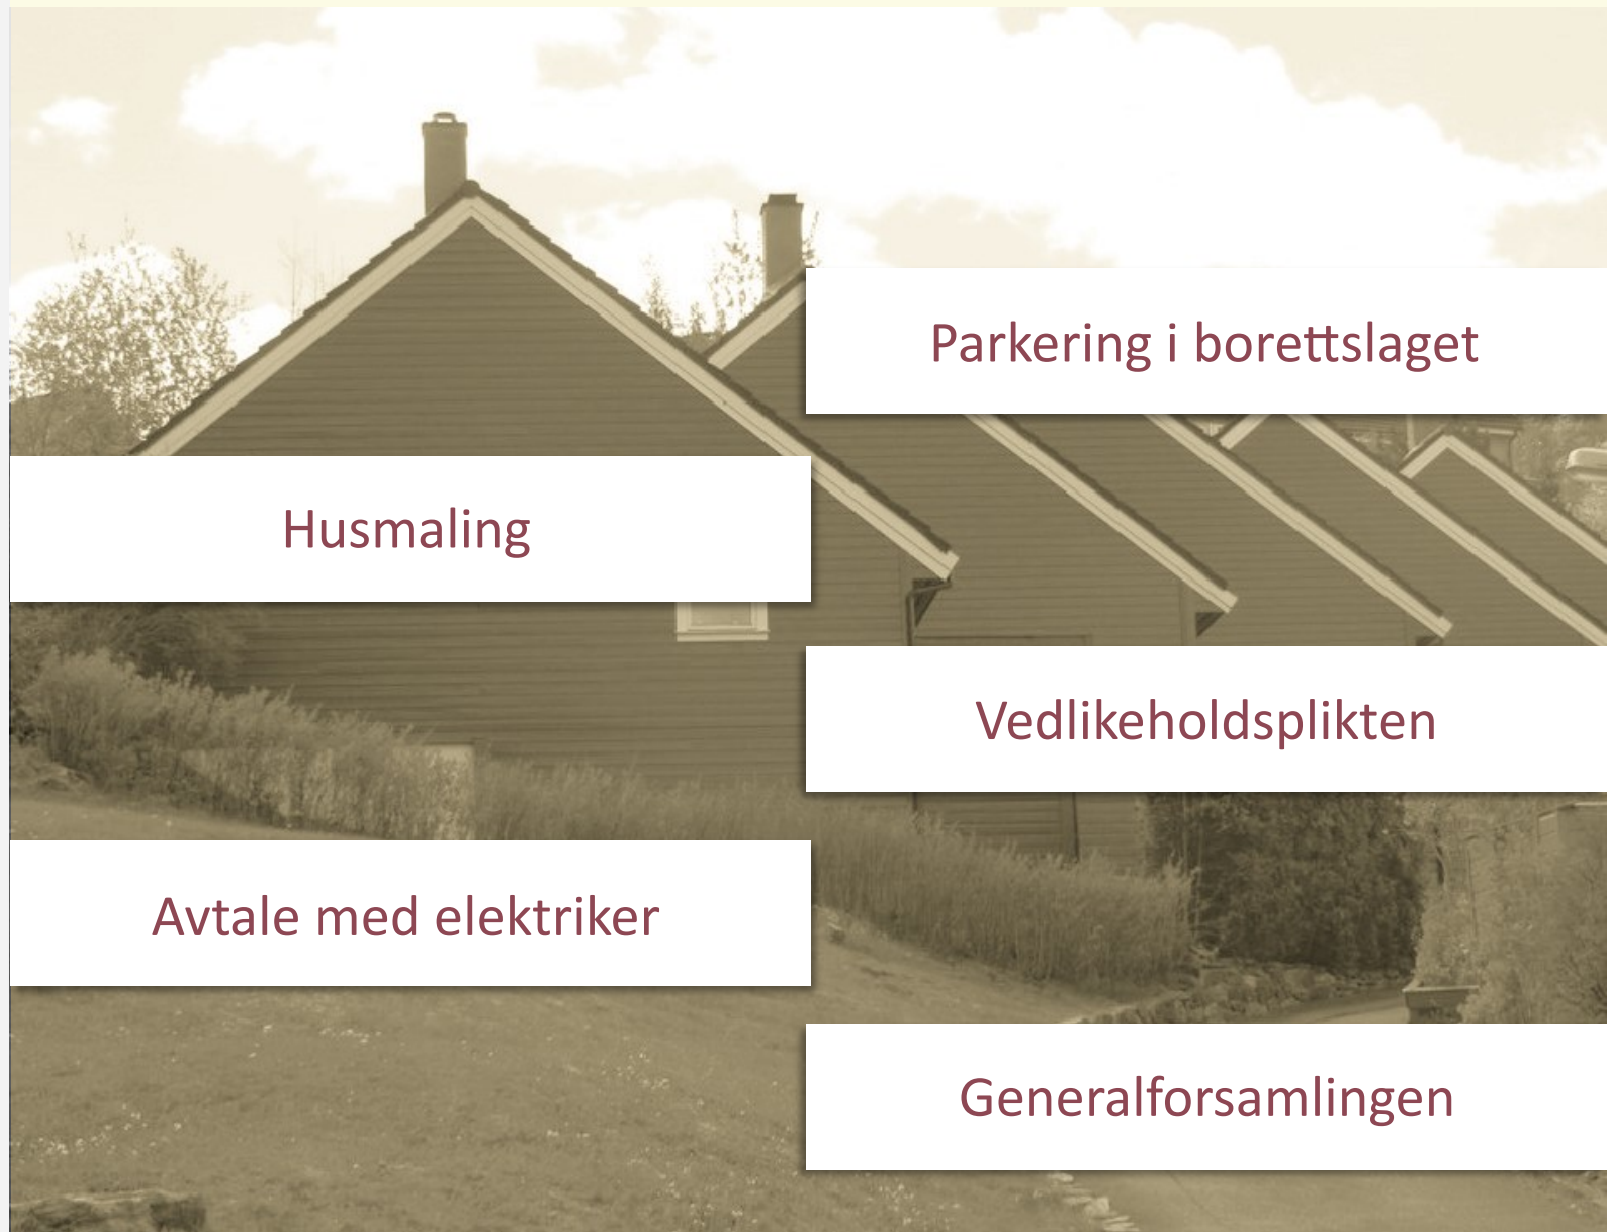 Parkering i borettslaget
Husmaling
Vedlikeholdsplikten
Avtale med elektriker
Generalforsamlingen